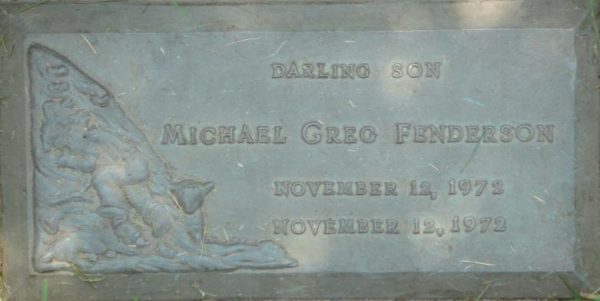 DARLING SON
MICHAEL GREG FENDERSON
NOVEMBER 12, 1972
NOVEMBER 12, 1972